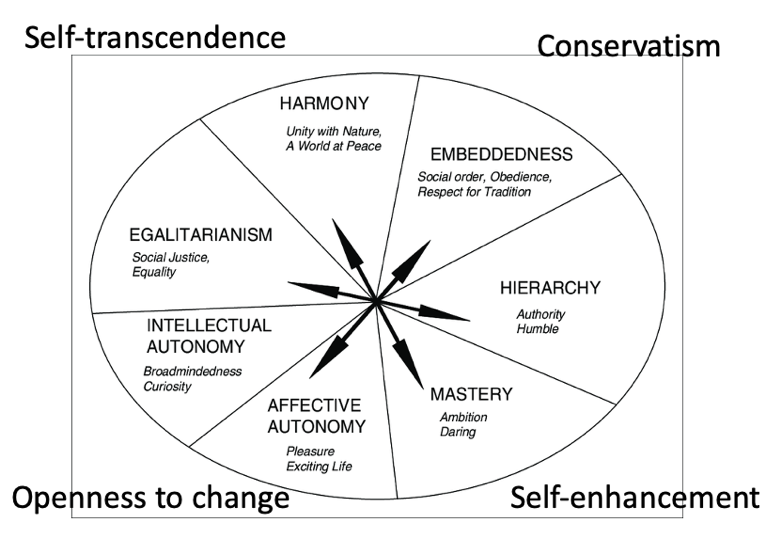 Self-transcendence
Conservatism
HARMONY
Unity with Nature,
A World at Peace
EMBEDDEDNESS
Social order, Obedience,
Respect for Tradition
EGALITARIANISM
Social Justice,
Equality
HIERARCHY
Authority
Humble
INTELLECTUAL
AUTONOMY
Broadmindedness
Curiosity
AFFECTIVE
AUTONOMY
Pleasure
Exciting Life
MASTERY
Ambition
Daring
Openness to change
Self-enhancement